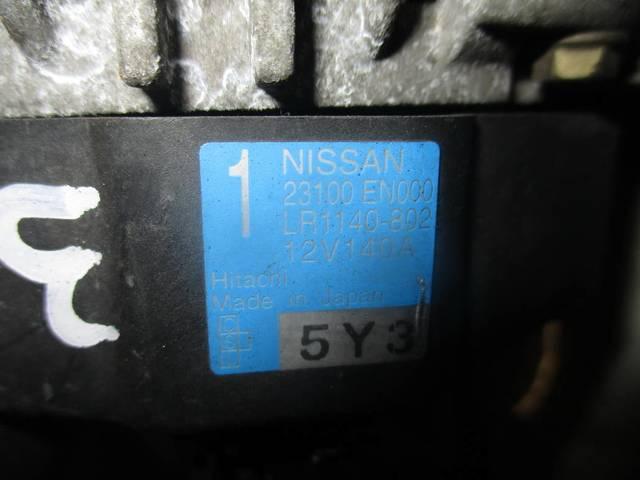 1
NISSAN
23100 EN000
LR1140-802
12V140A
Hitachi
Made in Japan
5Y3